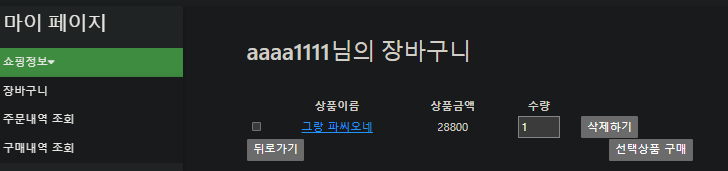 마이 페이지
쇼핑정보
장바구니
주문내역 조회
구매내역 조회
aaaa1111님의 장바구니
상품이름 상품금액 수량
그랑 파씨오네 28800 1 삭제하기
뒤로가기 선택상품 구매